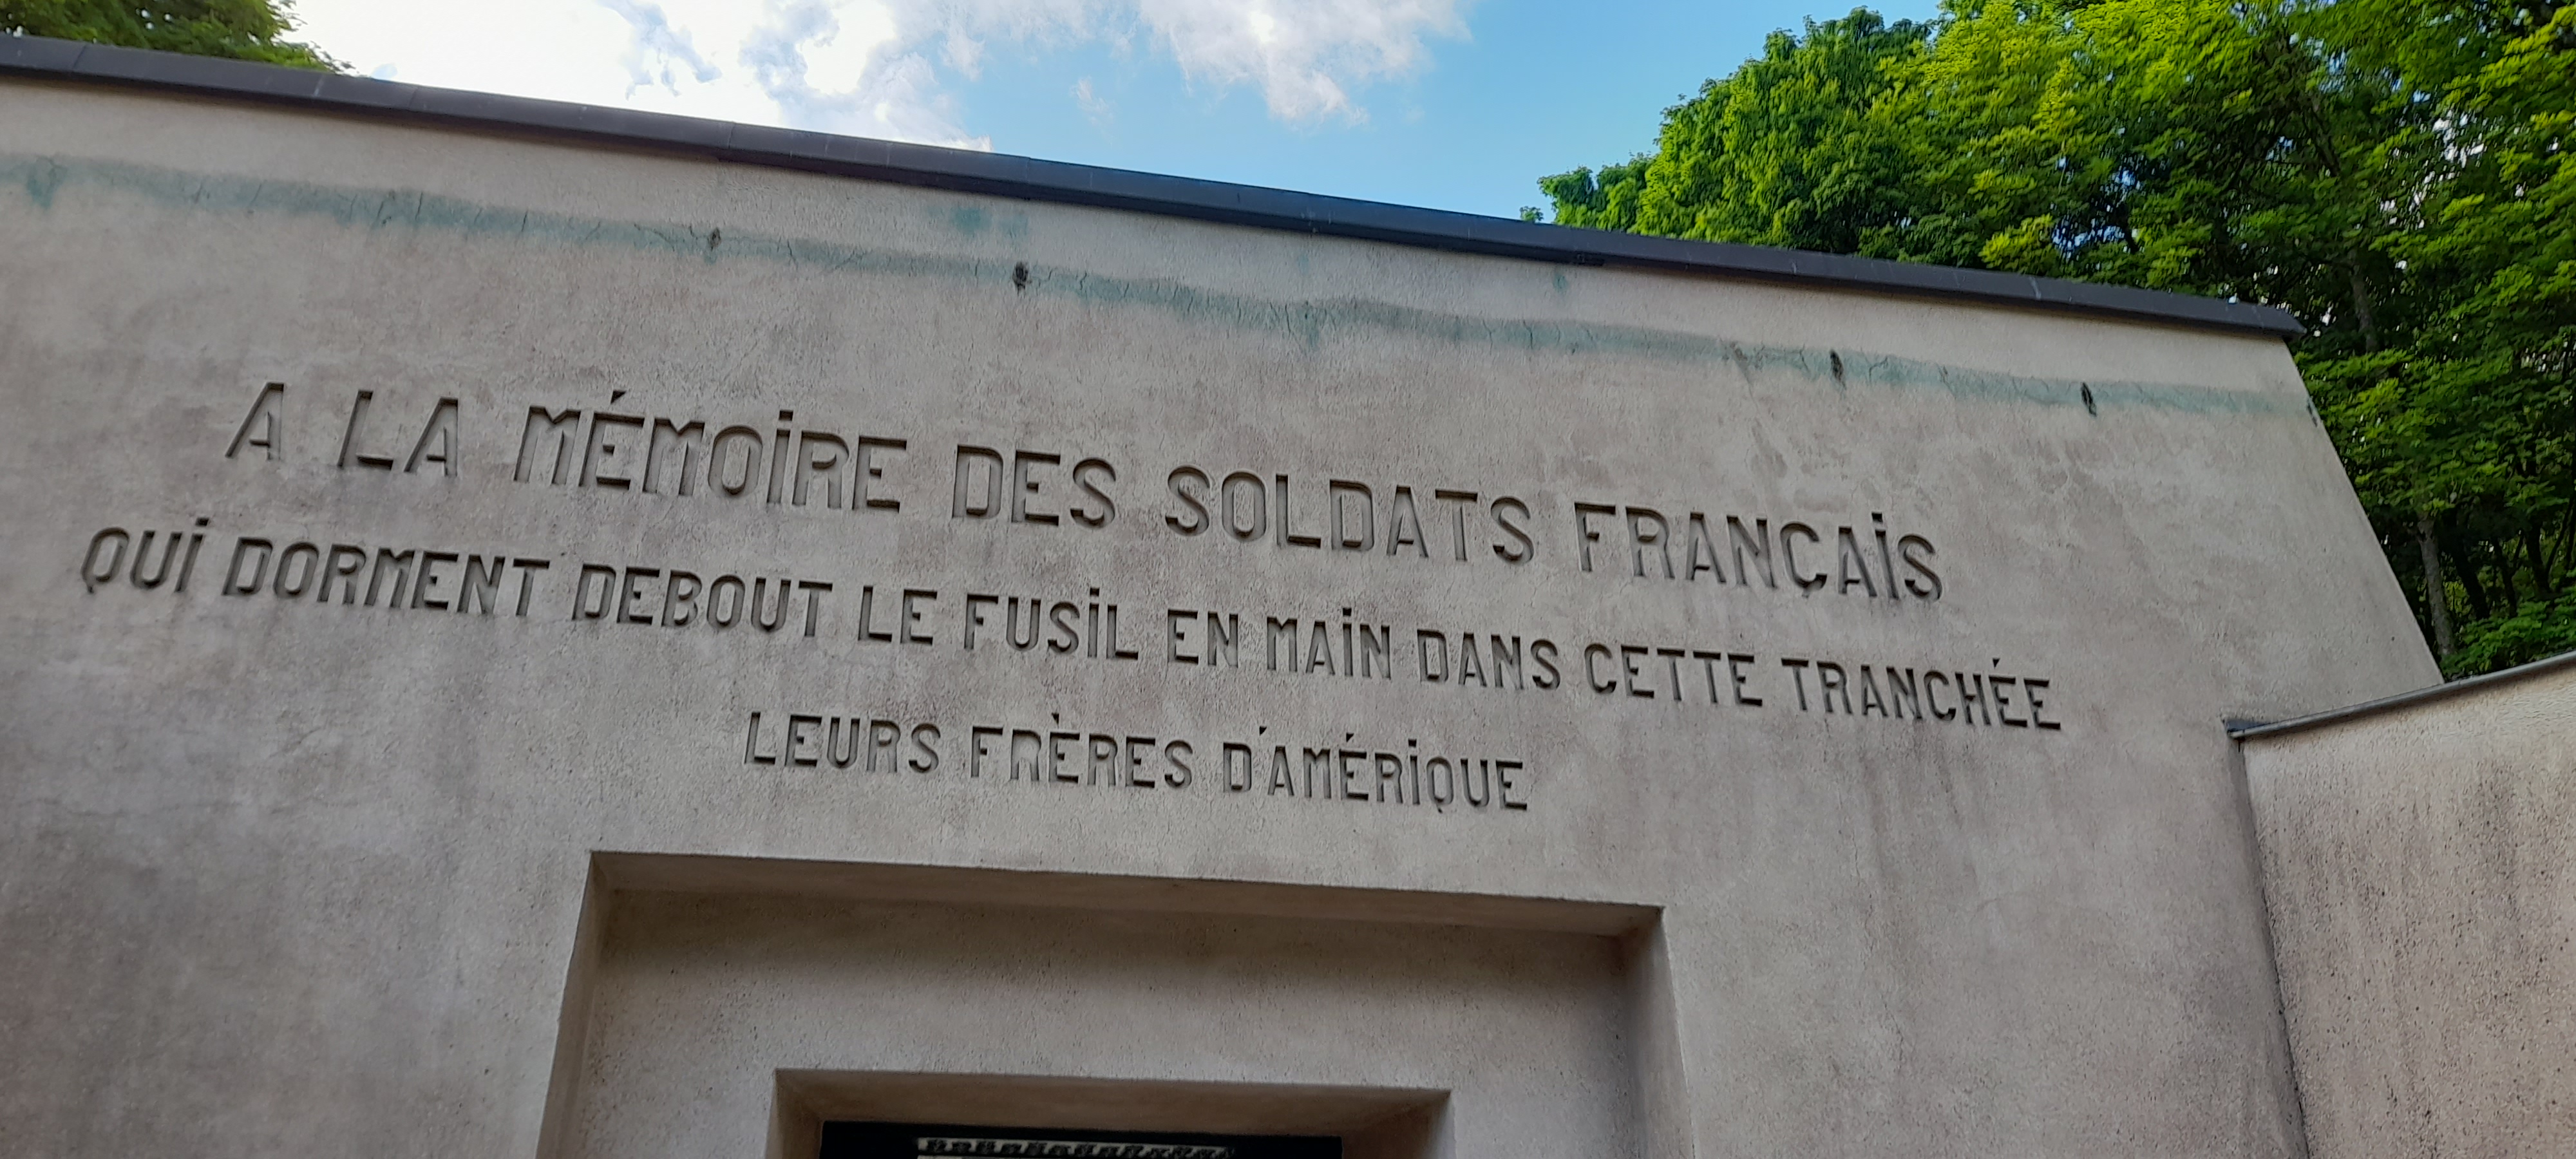 A LA MÉMOIRE DES SOLDATS FRANÇAIS
QUI DORMENT DEBOUT LE FUSIL EN MAIN DANS CETTE TRANCHÉE
LEURS FRÈRES D'AMÉRIQUE